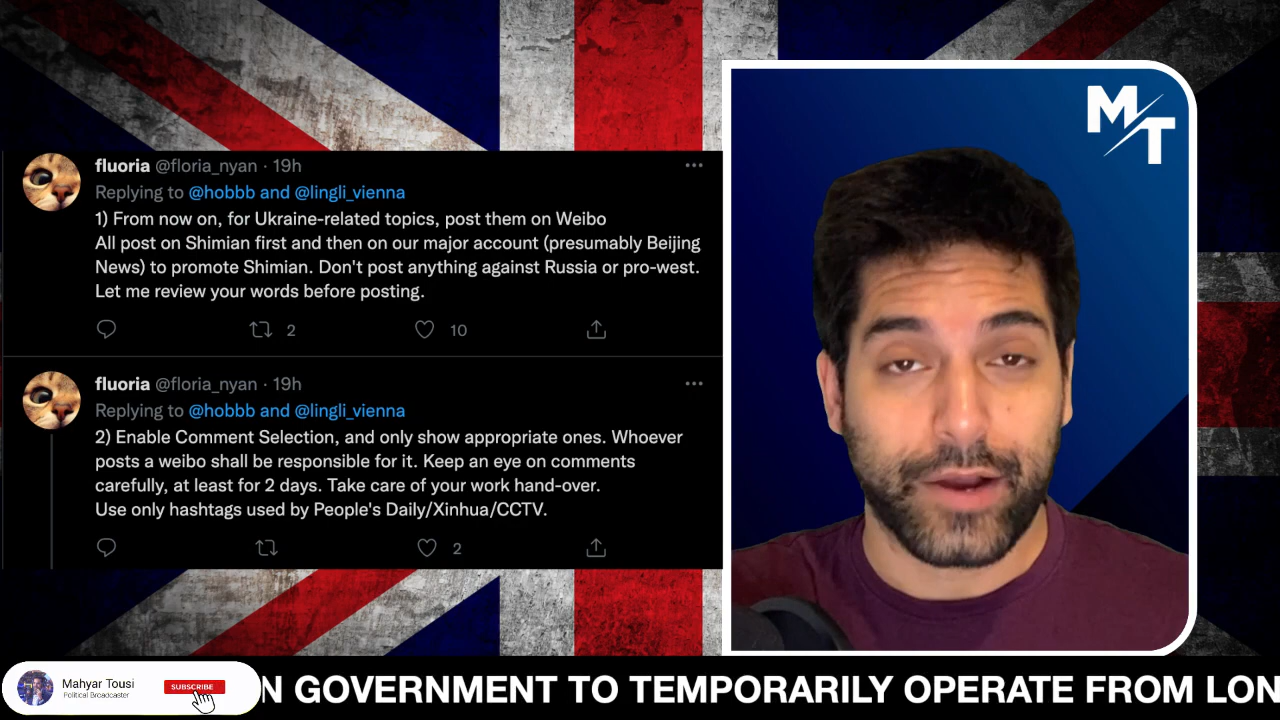 fluoria @floria_nyan · 19h
Replying to @hobbb and @lingli_vienna
1) From now on, for Ukraine-related topics, post them on Weibo
All post on Shimian first and then on our major account (presumably Beijing
News) to promote Shimian. Don't post anything against Russia or pro-west.
Let me review your words before posting.
2
10
fluoria @floria_nyan · 19h
Replying to @hobbb and @lingli_vienna
2) Enable Comment Selection, and only show appropriate ones. Whoever
posts a weibo shall be responsible for it. Keep an eye on comments
carefully, at least for 2 days. Take care of your work hand-over.
Use only hashtags used by People's Daily/Xinhua/CCTV.
2
M/T
Mahyar Tousi
Political Broadcaster
SUBSCRIBE
N GOVERNMENT TO TEMPORARILY OPERATE FROM LON